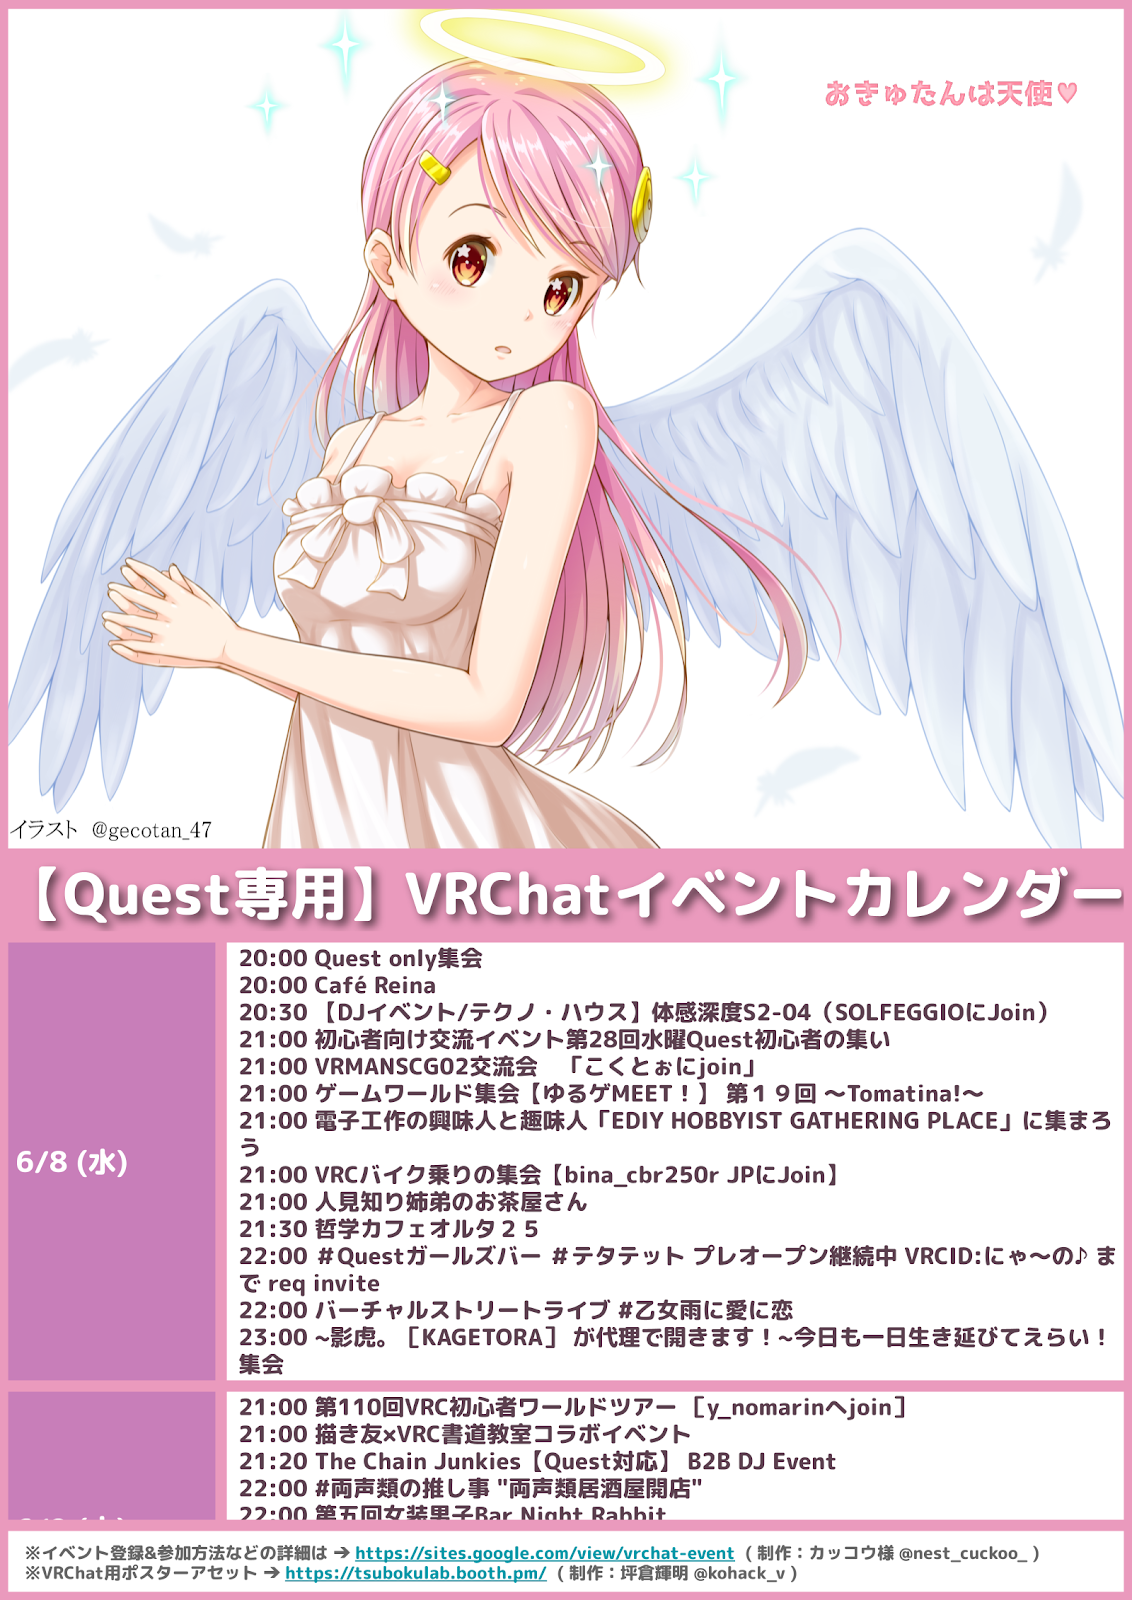 おきゅたんは天使♥
イラスト @gecotan_47
【Quest専用】VRChatイベントカレンダー
6/8 (水)
20:00 Quest only集会
20:00 Café Reina
20:30 【DJイベント/テクノ・ハウス】体感深度S2-04（SOLFEGGIOにJoin）
21:00 初心者向け交流イベント第28回水曜Quest初心者の集い
21:00 VRMANSCG02交流会　「こくとぉにjoin」
21:00 ゲームワールド集会【ゆるゲMEET！】 第１９回 〜Tomatina!〜
21:00 電子工作の興味人と趣味人「EDIY HOBBYIST GATHERING PLACE」に集まろ
う
21:00 VRCバイク乗りの集会【bina_cbr250r JPにJoin】
21:00 人見知り姉弟のお茶屋さん
21:30 哲学カフェオルタ２５
22:00 ＃Questガールズバー ＃テタテット プレオープン継続中 VRCID:にゃ〜の♪ ま
で req invite
22:00 バーチャルストリートライブ #乙女雨に愛に恋
23:00 ~影虎。［KAGETORA］ が代理で開きます！~今日も一日生き延びてえらい！
集会
21:00 第110回VRC初心者ワールドツアー ［y_nomarinへjoin］
21:00 描き友×VRC書道教室コラボイベント
21:20 The Chain Junkies【Quest対応】 B2B DJ Event
22:00 #両声類の推し事 "両声類居酒屋開店"
22:00 第五回女装男子Bar Night Rabbit
※イベント登録&参加方法などの詳細は ➔ https://sites.google.com/view/vrchat-event （ 制作：カッコウ様 @nest_cuckoo_ ）
※VRChat用ポスターアセット ➔ https://tsubokulab.booth.pm/ （ 制作：坪倉輝明 @kohack_v ）